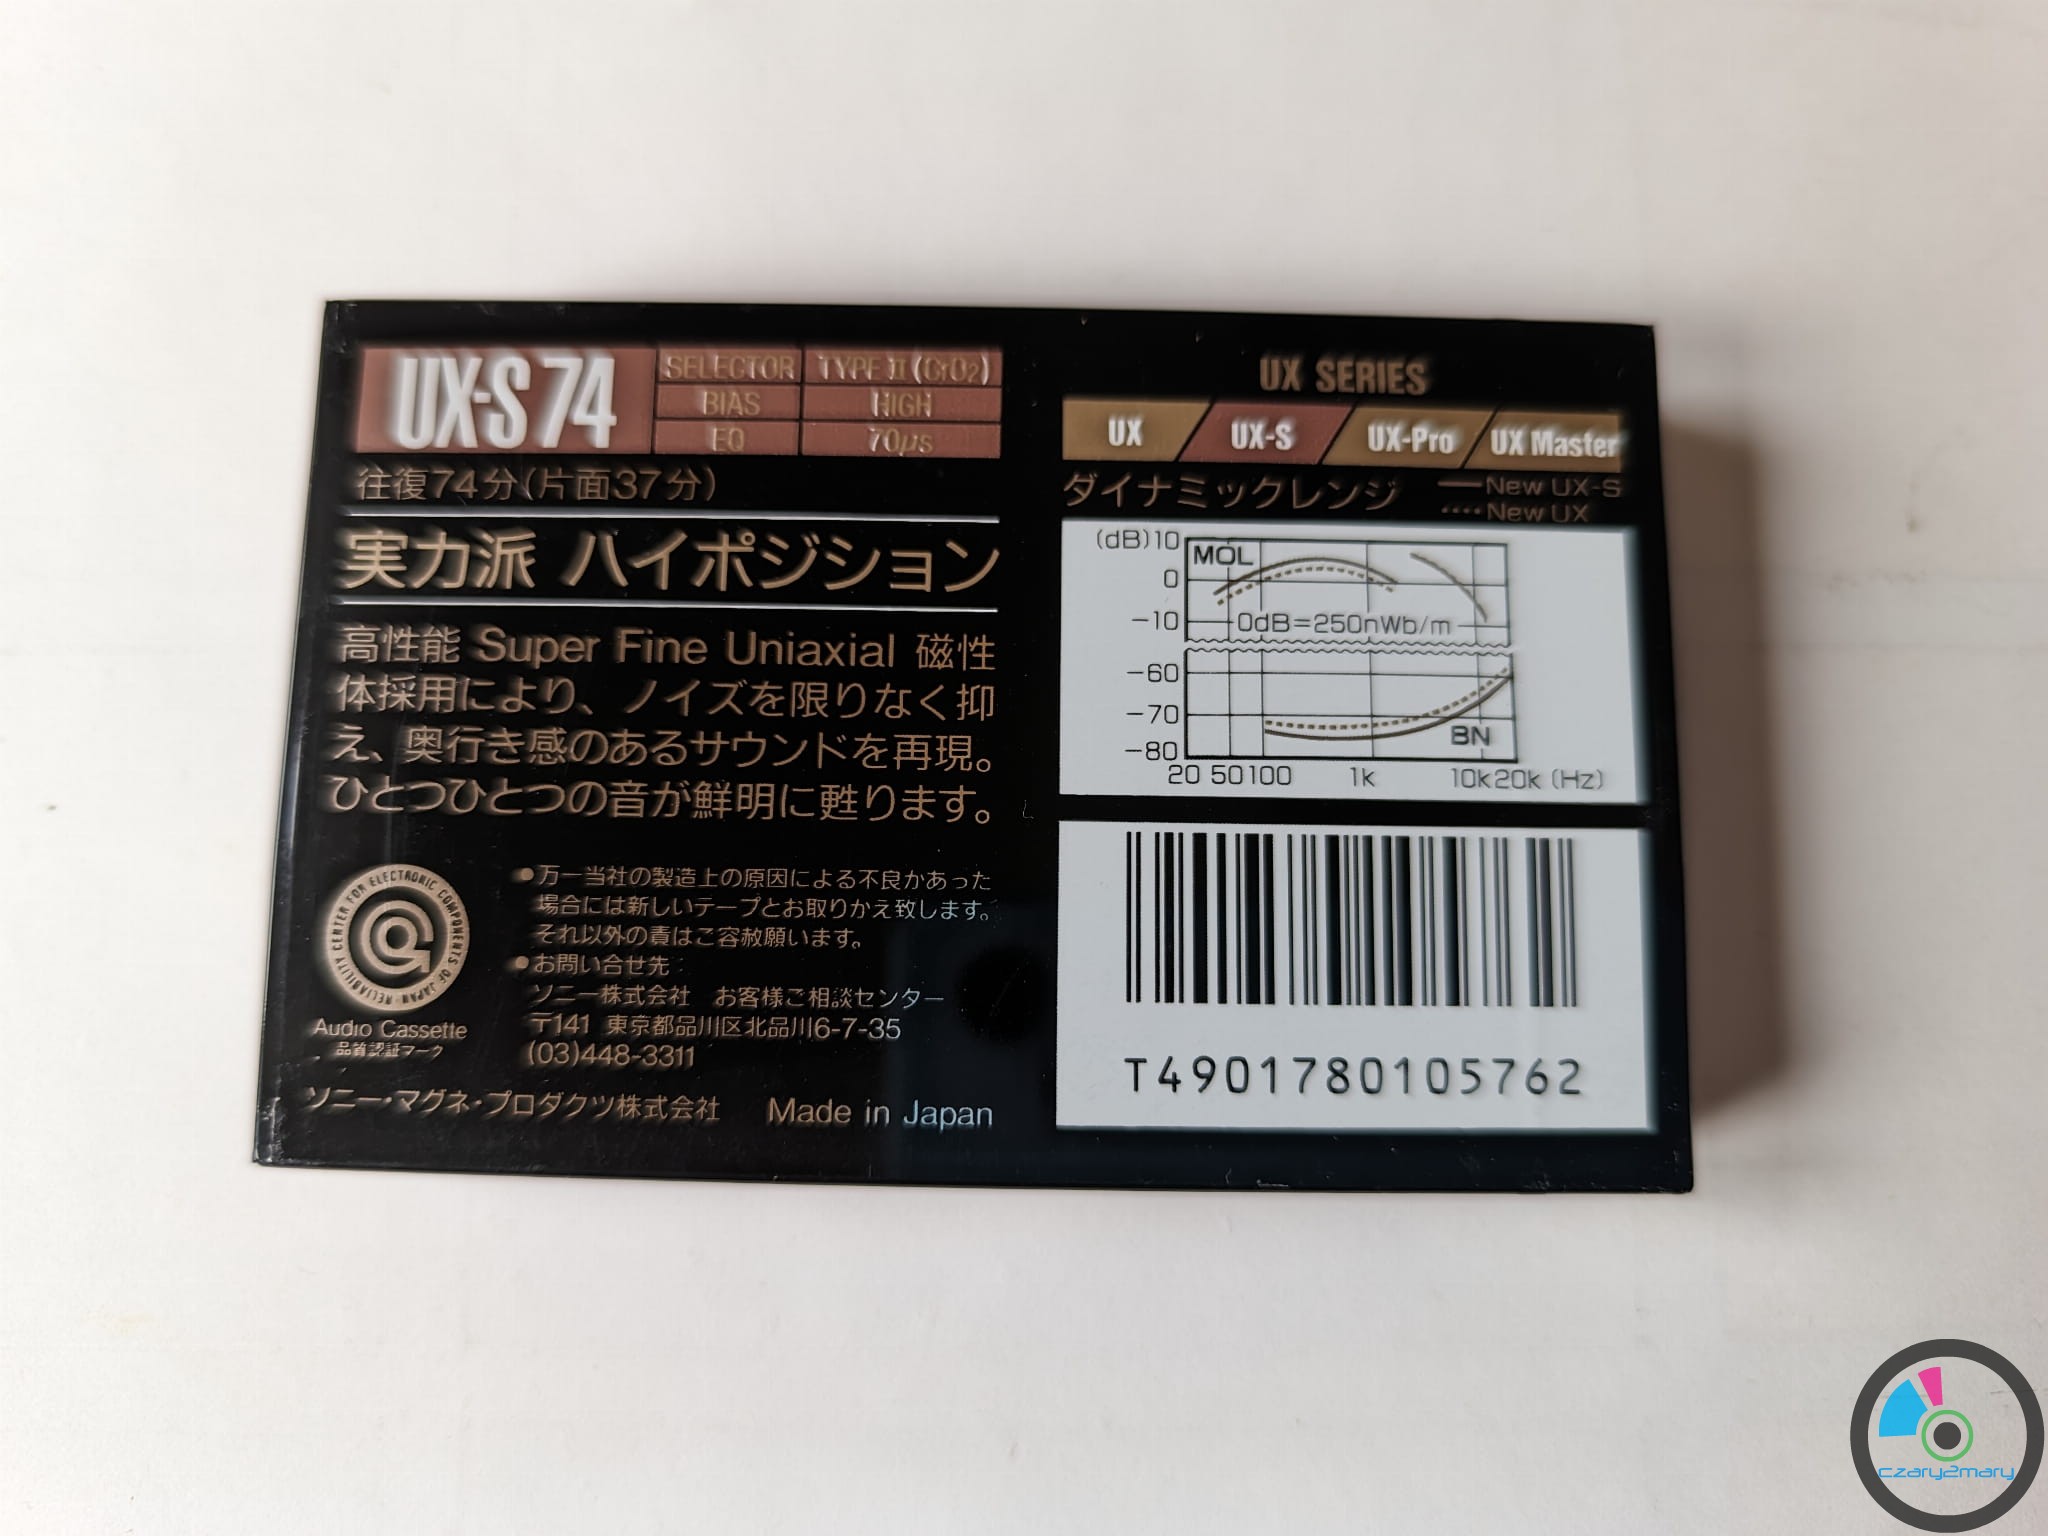 UX-S 74
SELECTOR TYPE II (CrO2)
BIAS HIGH
EQ 70μs
往復74分(片面37分)
実力派 ハイポジション
高性能 Super Fine Uniaxial 磁性
体採用により、ノイズを限りなく抑
え、奥行き感のあるサウンドを再現。
ひとつひとつの音が鮮明に甦ります。
RELIABILITY CENTER FOR ELECTRONIC COMPONENTS OF JAPAN
Audio Cassette
品質認証マーク
●万一当社の製造上の原因による不良があった
場合には新しいテープとお取りかえ致します。
それ以外の責はご容赦願います。
●お問い合せ先
ソニー株式会社 お客様ご相談センター
〒141 東京都品川区北品川6-7-35
(03)448-3311
ソニー・マグネ・プロダクツ株式会社 Made in Japan
UX SERIES
UX UX-S UX-Pro UX Master
ダイナミックレンジ
New UX-S
New UX
(dB) 10
MOL
0
-10
0dB=250nWb/m
-60
-70
BN
-80
20 50 100 1k 10k 20k (Hz)
T4901780105762
czary2mary